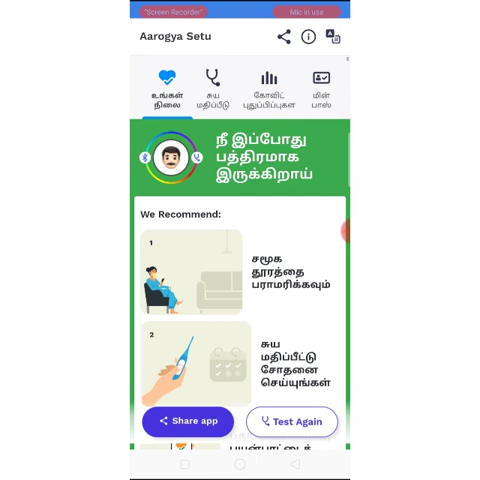 "Screen Recorder"
Mic in use
Aarogya Setu
உங்கள்
நிலை
சுய
மதிப்பீடு
கோவிட்
புதுப்பிப்புகள
மின்
பாஸ்
நீ இப்போது
பத்திரமாக
இருக்கிறாய்
We Recommend:
1
சமூக
தூரத்தை
பராமரிக்கவும்
2
சுய
மதிப்பீட்டு
சோதனை
செய்யுங்கள்
Share app
Test Again